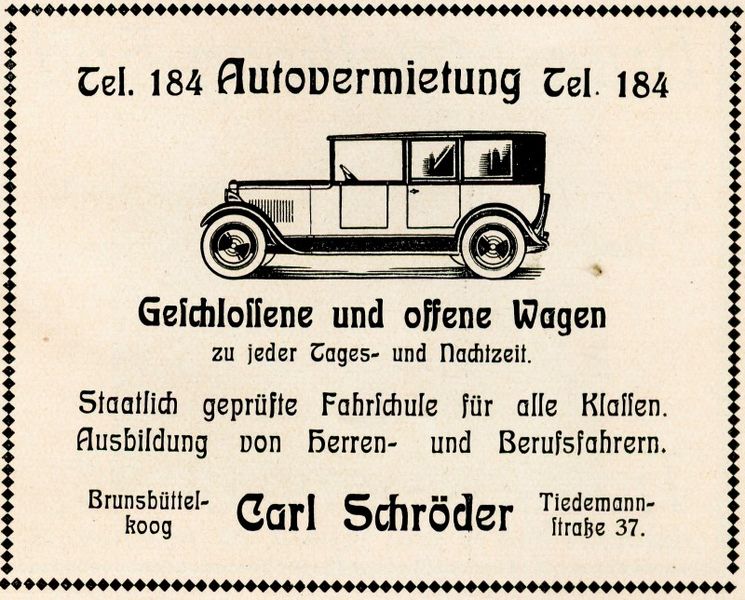 Tel. 184 Autovermietung Tel. 184
Geſchloſſene und offene Wagen
zu jeder Tages- und Nachtzeit.
Staatlich geprüfte Fahrſchule für alle Klaſſen.
Ausbildung von Herren- und Berufsfahrern.
Brunsbüttel-
koog
Carl Schröder
Tiedemann-
ſtraße 37.